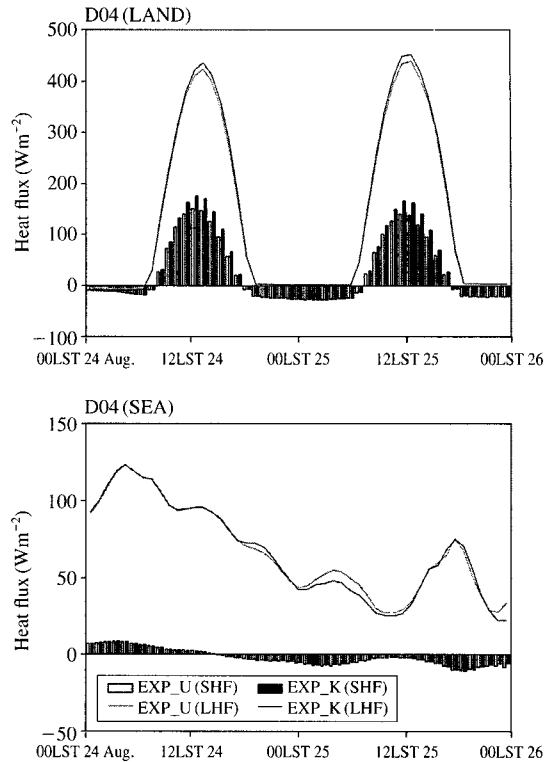 D04 (LAND)
500
400
300
200
100
0
−100
Heat flux (Wm−2)
00LST 24 Aug. 12LST 24 00LST 25 12LST 25 00LST 26
D04 (SEA)
150
100
50
0
−50
Heat flux (Wm−2)
EXP_U (SHF) EXP_K (SHF)
EXP_U (LHF) EXP_K (LHF)
00LST 24 Aug. 12LST 24 00LST 25 12LST 25 00LST 26